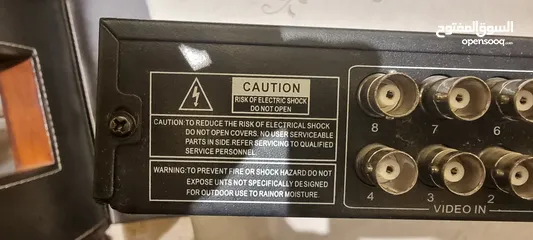 السوق المفتوح
opensooq.com
CAUTION
RISK OF ELECTRIC SHOCK
DO NOT OPEN
CAUTION: TO REDUCE THE RISK OF ELECTRICAL SHOCK
DO NOT OPEN COVERS. NO USER SERVICEABLE
PARTS IN SIDE. REFER SERVICING TO QUALIFIED
SERVICE PERSONNEL.
WARNING: TO PREVENT FIRE OR SHOCK HAZARD DO NOT
EXPOSE UNTS NOT SPECIFICALLY DESIGNED
FOR OUTDOOR USE TO RAINOR MOISTURE.
8 7 6
4 3 2
VIDEO IN